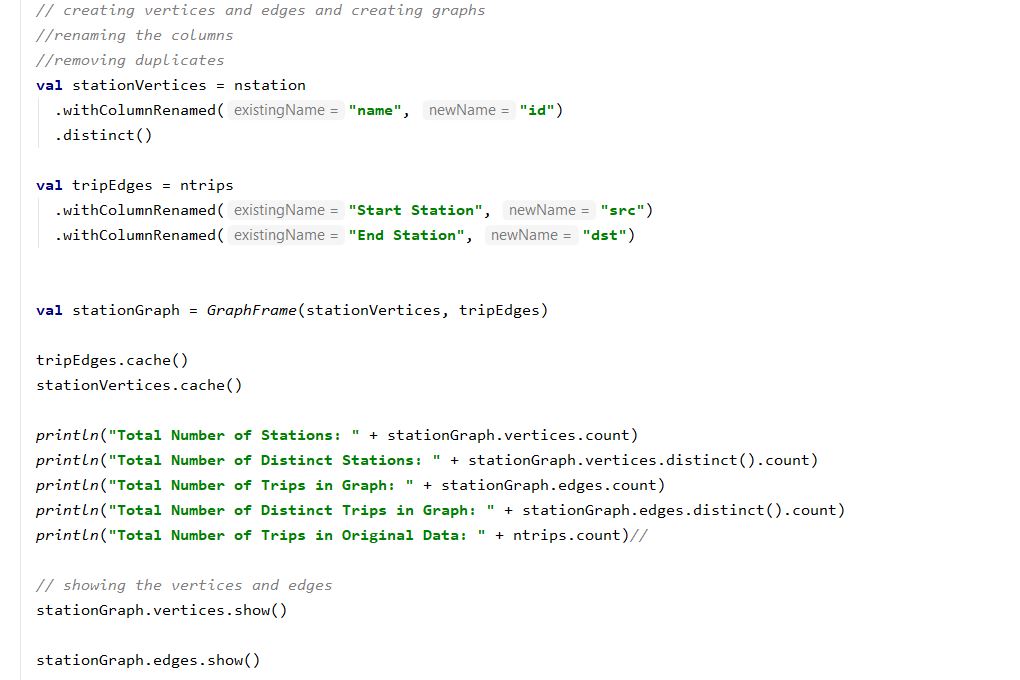 // creating vertices and edges and creating graphs
//renaming the columns
//removing duplicates
val stationVertices = nstation
.withColumnRenamed( existingName = "name", newName = "id")
.distinct()
val tripEdges = ntrips
.withColumnRenamed( existingName = "Start Station", newName = "src")
.withColumnRenamed( existingName = "End Station", newName = "dst")
val stationGraph = GraphFrame(stationVertices, tripEdges)
tripEdges.cache()
stationVertices.cache()
println("Total Number of Stations: " + stationGraph.vertices.count)
println("Total Number of Distinct Stations: " + stationGraph.vertices.distinct().count)
println("Total Number of Trips in Graph: " + stationGraph.edges.count)
println("Total Number of Distinct Trips in Graph: " + stationGraph.edges.distinct().count)
println("Total Number of Trips in Original Data: " + ntrips.count)//
// showing the vertices and edges
stationGraph.vertices.show()
stationGraph.edges.show()